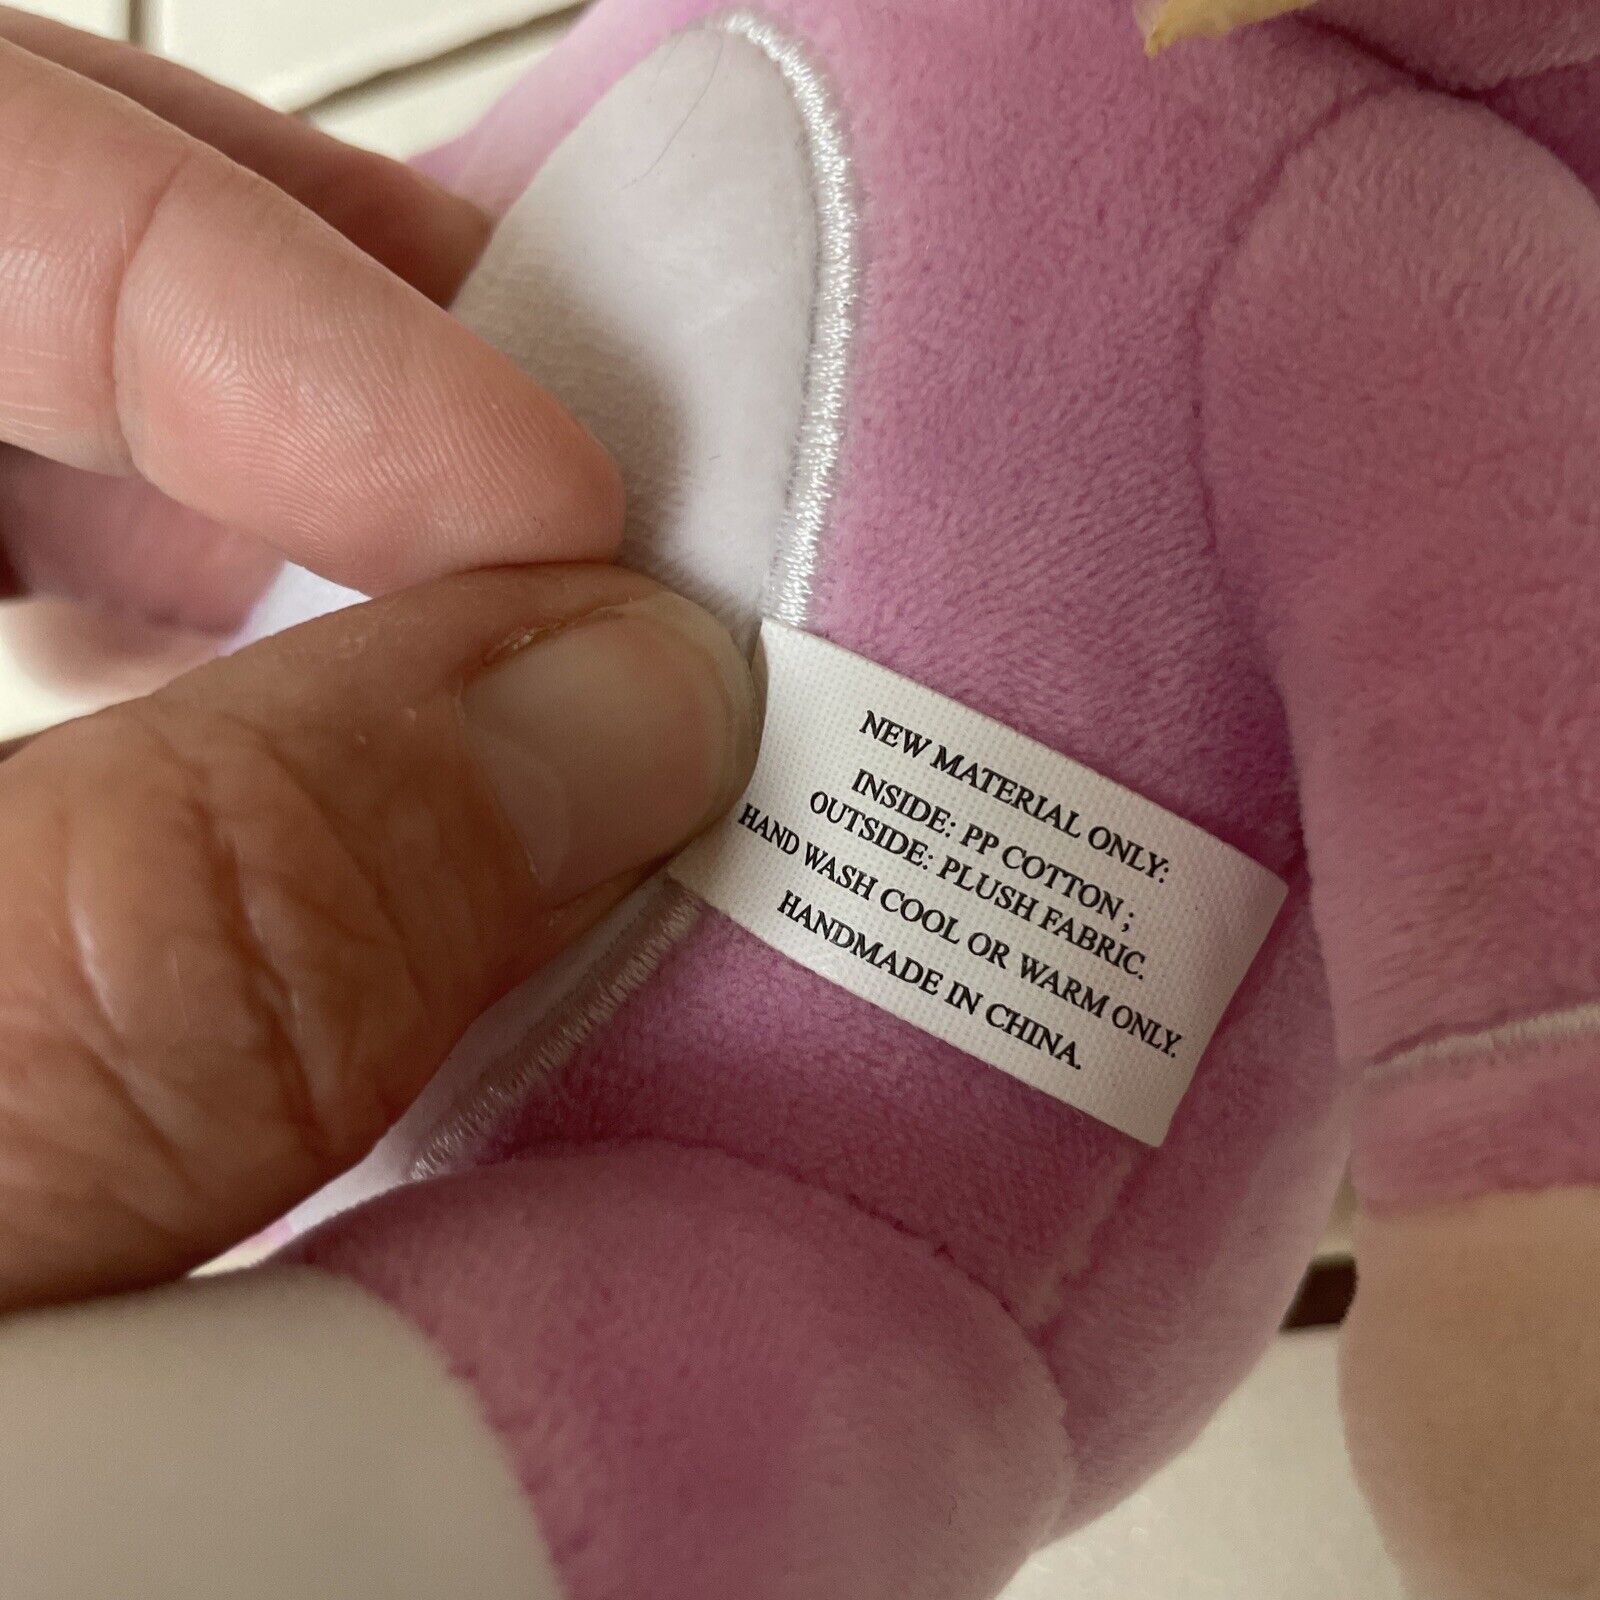 NEW MATERIAL ONLY:
INSIDE: PP COTTON ;
OUTSIDE: PLUSH FABRIC.
HAND WASH COOL OR WARM ONLY.
HANDMADE IN CHINA.